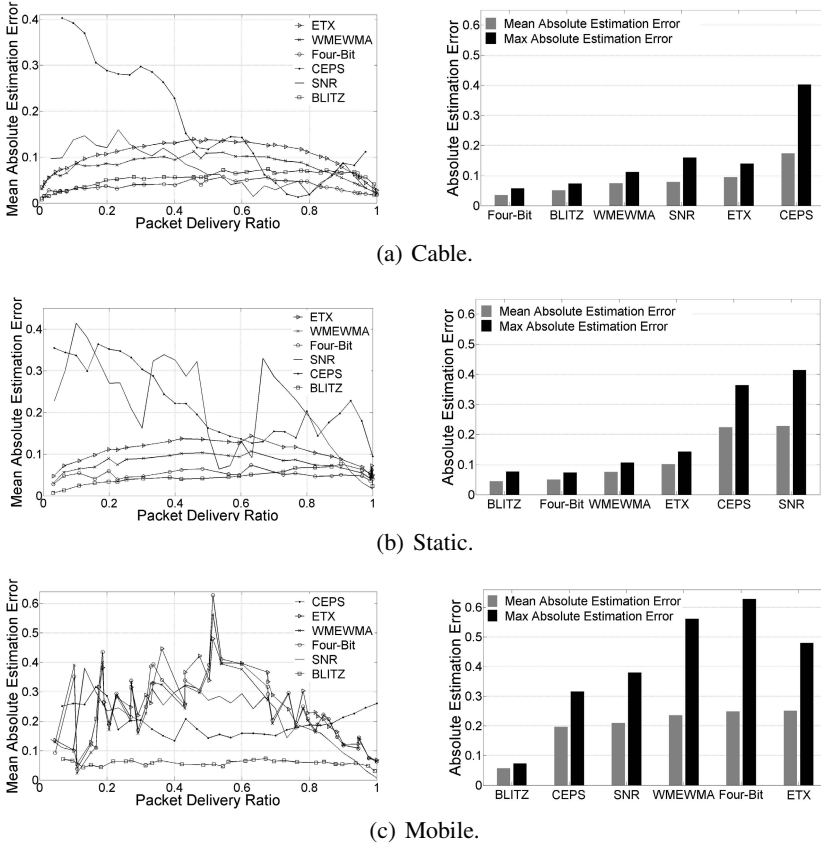 Mean Absolute Estimation Error
0.4
0.3
0.2
0.1
0
0
0.2
0.4
0.6
0.8
1
Packet Delivery Ratio
ETX
WMEWMA
Four-Bit
CEPS
SNR
BLITZ
Absolute Estimation Error
0.6
0.5
0.4
0.3
0.2
0.1
0
Mean Absolute Estimation Error
Max Absolute Estimation Error
Four-Bit BLITZ WMEWMA SNR ETX CEPS
(a) Cable.
Mean Absolute Estimation Error
0.4
0.3
0.2
0.1
0
0
0.2
0.4
0.6
0.8
1
Packet Delivery Ratio
ETX
WMEWMA
Four-Bit
SNR
CEPS
BLITZ
Absolute Estimation Error
0.6
0.5
0.4
0.3
0.2
0.1
0
Mean Absolute Estimation Error
Max Absolute Estimation Error
BLITZ Four-Bit WMEWMA ETX CEPS SNR
(b) Static.
Mean Absolute Estimation Error
0.6
0.5
0.4
0.3
0.2
0.1
0
0
0.2
0.4
0.6
0.8
1
Packet Delivery Ratio
CEPS
ETX
WMEWMA
Four-Bit
SNR
BLITZ
Absolute Estimation Error
0.6
0.5
0.4
0.3
0.2
0.1
0
Mean Absolute Estimation Error
Max Absolute Estimation Error
BLITZ CEPS SNR WMEWMA Four-Bit ETX
(c) Mobile.